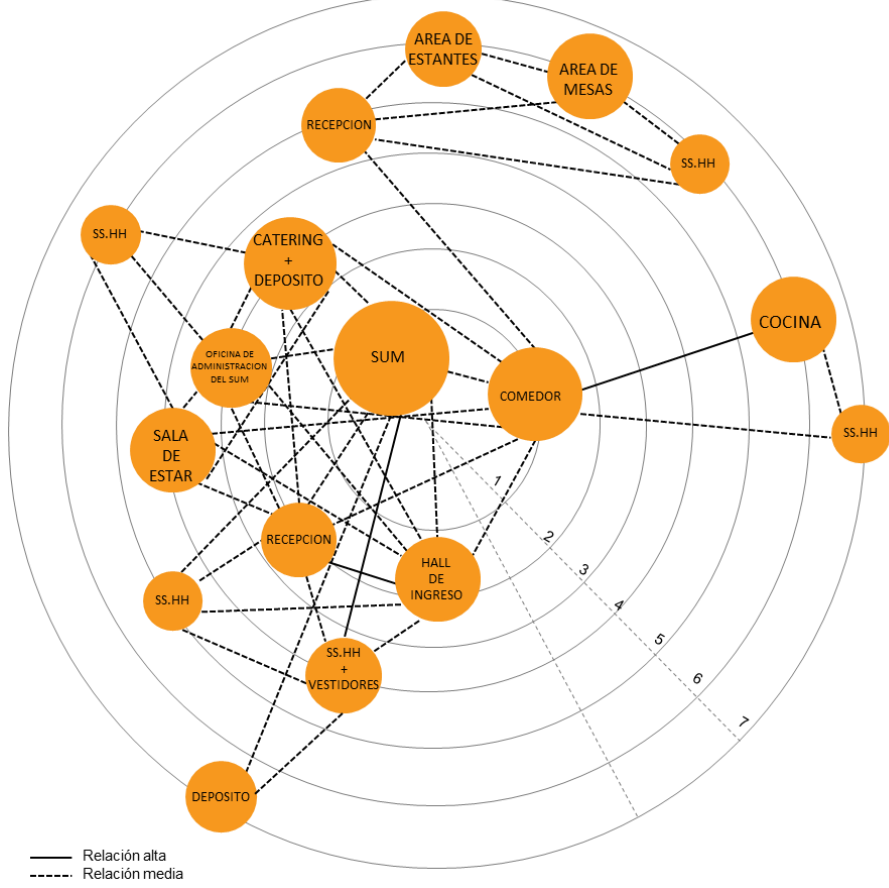 AREA DE
ESTANTES
AREA DE
MESAS
RECEPCION
SS.HH
SS.HH
CATERING
+
DEPOSITO
COCINA
SUM
OFICINA DE
ADMINISTRACION
DEL SUM
COMEDOR
SALA
DE
ESTAR
SS.HH
1
2
3
4
5
6
7
RECEPCION
HALL
DE
INGRESO
SS.HH
SS.HH
+
VESTIDORES
DEPOSITO
Relación alta
Relación media